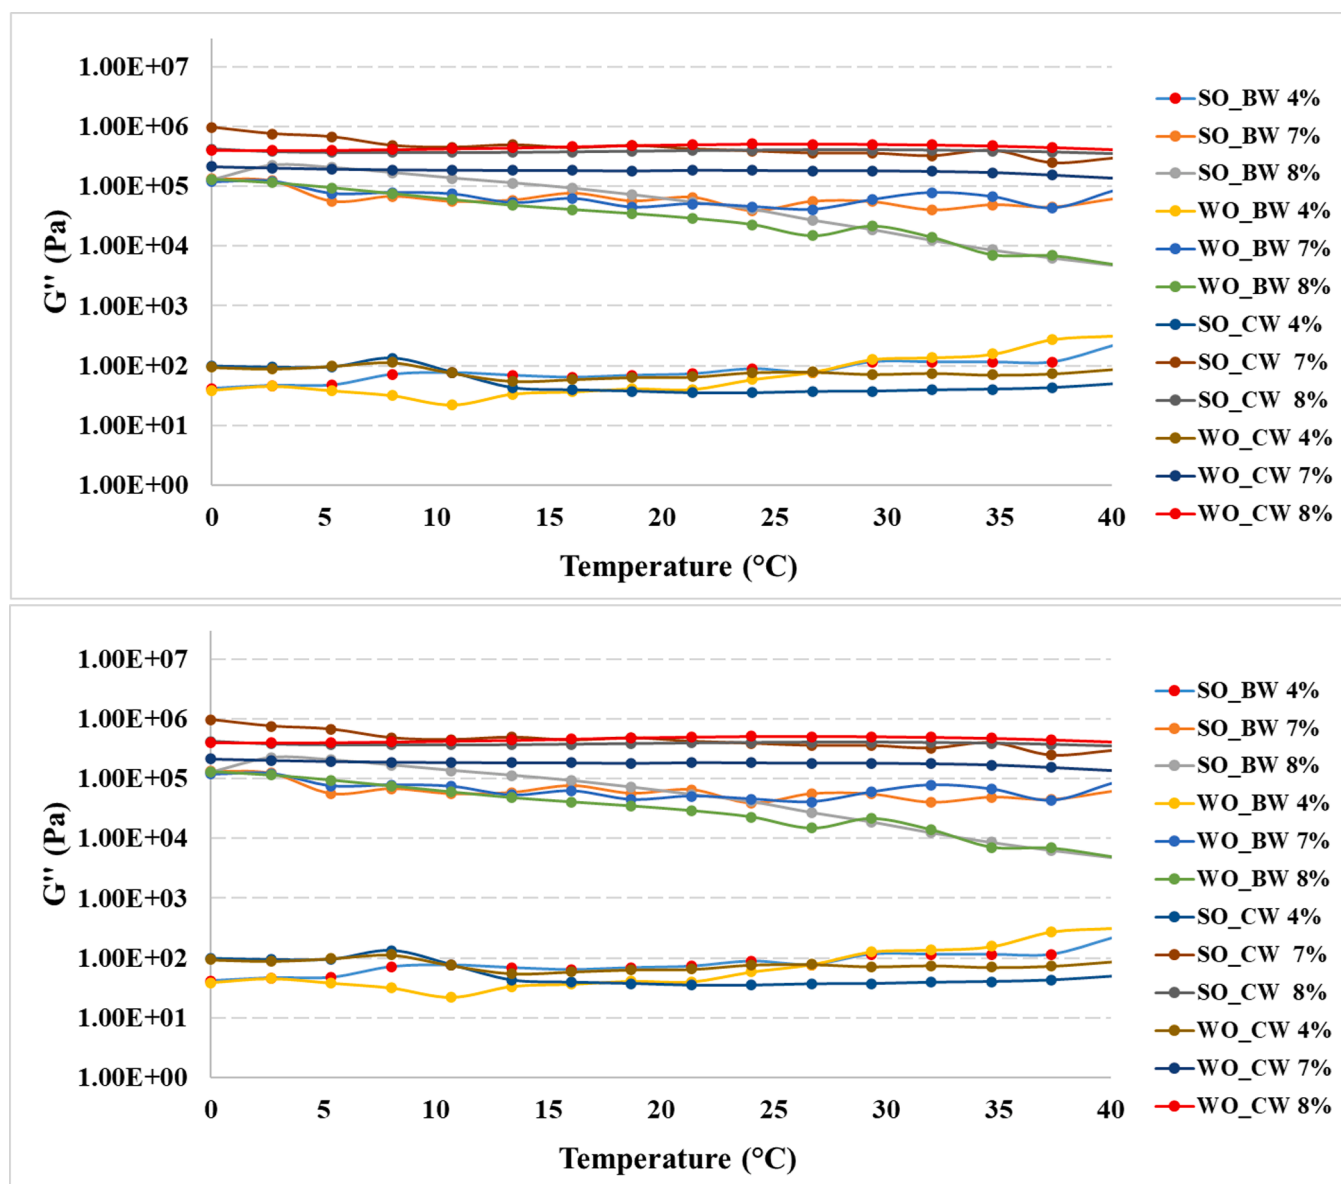 1.00E+07
1.00E+06
1.00E+05
1.00E+04
1.00E+03
1.00E+02
1.00E+01
1.00E+00
G'' (Pa)
0 5 10 15 20 25 30 35 40
Temperature (°C)
SO_BW 4%
SO_BW 7%
SO_BW 8%
WO_BW 4%
WO_BW 7%
WO_BW 8%
SO_CW 4%
SO_CW 7%
SO_CW 8%
WO_CW 4%
WO_CW 7%
WO_CW 8%
1.00E+07
1.00E+06
1.00E+05
1.00E+04
1.00E+03
1.00E+02
1.00E+01
1.00E+00
G'' (Pa)
0 5 10 15 20 25 30 35 40
Temperature (°C)
SO_BW 4%
SO_BW 7%
SO_BW 8%
WO_BW 4%
WO_BW 7%
WO_BW 8%
SO_CW 4%
SO_CW 7%
SO_CW 8%
WO_CW 4%
WO_CW 7%
WO_CW 8%